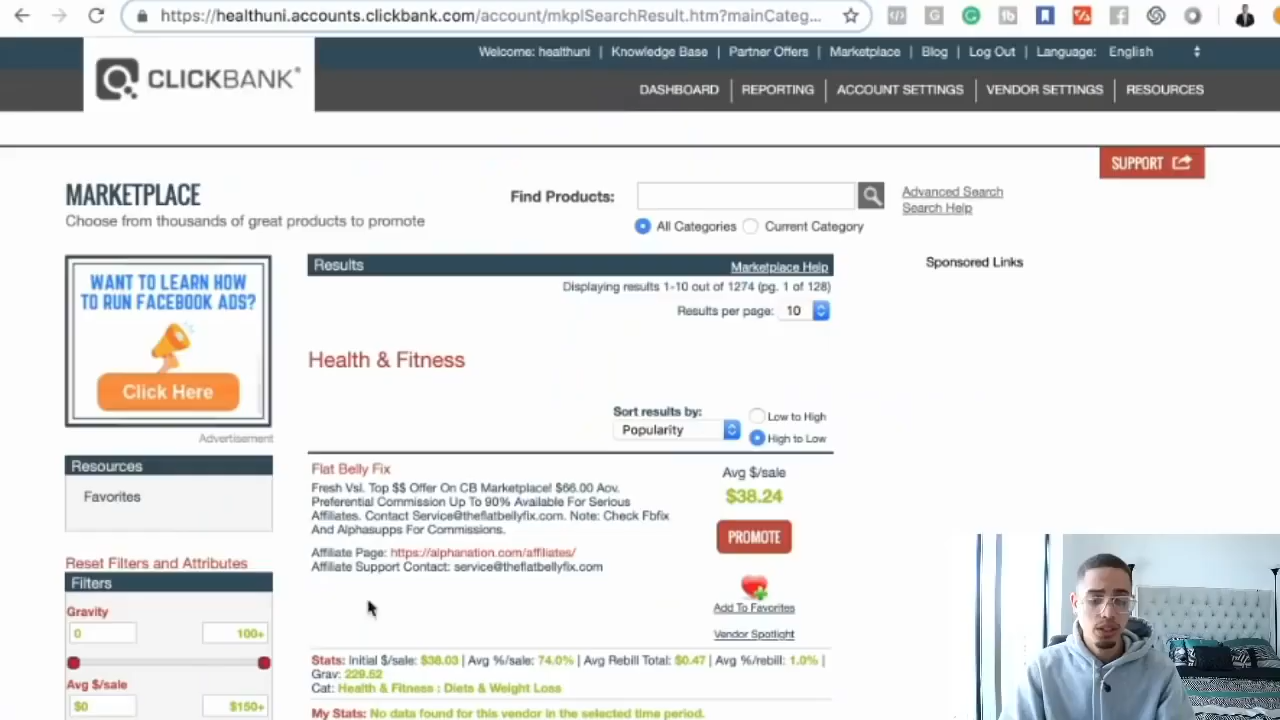 https://healthuni.accounts.clickbank.com/account/mkplSearchResult.htm?mainCateg...
Welcome: healthuni | Knowledge Base | Partner Offers | Marketplace | Blog | Log Out | Language: English
CLICKBANK
DASHBOARD | REPORTING | ACCOUNT SETTINGS | VENDOR SETTINGS | RESOURCES
SUPPORT
MARKETPLACE
Choose from thousands of great products to promote
Find Products:
Advanced Search
Search Help
All Categories Current Category
WANT TO LEARN HOW
TO RUN FACEBOOK ADS?
Click Here
Advertisement
Results Marketplace Help
Sponsored Links
Displaying results 1-10 out of 1274 (pg. 1 of 128)
Results per page: 10
Health & Fitness
Sort results by:
Popularity
Low to High
High to Low
Resources
Favorites
Flat Belly Fix
Fresh Vsl. Top $$ Offer On CB Marketplace! $66.00 Aov.
Preferential Commission Up To 90% Available For Serious
Affiliates. Contact Service@theflatbellyfix.com. Note: Check Fbfix
And Alphasupps For Commissions.
Affiliate Page: https://alphanation.com/affiliates/
Affiliate Support Contact: service@theflatbellyfix.com
Avg $/sale
$38.24
PROMOTE
Add To Favorites
Vendor Spotlight
Reset Filters and Attributes
Filters
Gravity
0 100+
Avg $/sale
$0 $150+
Stats: Initial $/sale: $38.03 | Avg %/sale: 74.0% | Avg Rebill Total: $0.47 | Avg %/rebill: 1.0% |
Grav: 229.52
Cat: Health & Fitness : Diets & Weight Loss
My Stats: No data found for this vendor in the selected time period.